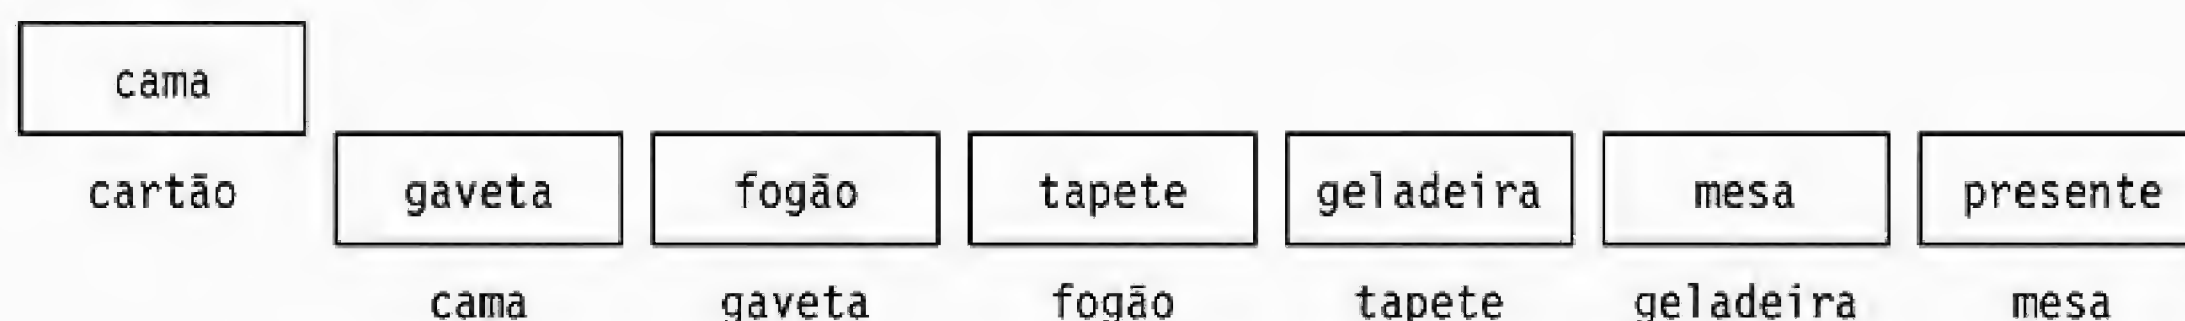 cama
cartão gaveta fogão tapete geladeira mesa presente
cama gaveta fogão tapete geladeira mesa